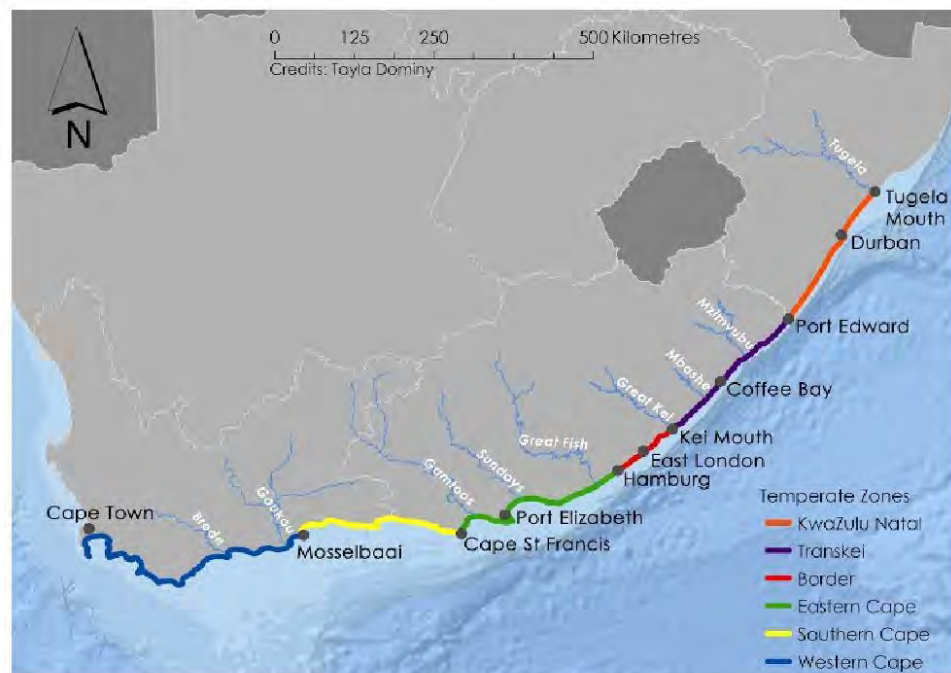 0 125 250 500 Kilometres
Credits: Tayla Dominy
N
Tugela
Tugela
Mouth
Durban
Port Edward
Mzimvubu
Mbashe
Coffee Bay
Great Kei
Kei Mouth
East London
Hamburg
Great Fish
Sundays
Gamtoos
Port Elizabeth
Cape St Francis
Goukou
Brede
Cape Town
Mosselbaai
Temperate Zones
KwaZulu Natal
Transkei
Border
Eastern Cape
Southern Cape
Western Cape